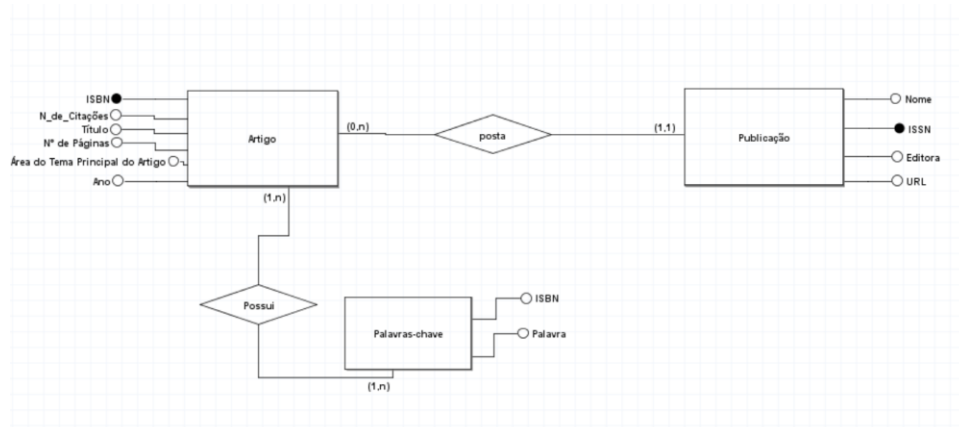 ISBN
N_de_Citações
Título
N° de Páginas
Área do Tema Principal do Artigo
Ano
Artigo
(0,n)
posta
(1,1)
Publicação
Nome
ISSN
Editora
URL
(1,n)
Possui
Palavras-chave
ISBN
Palavra
(1,n)